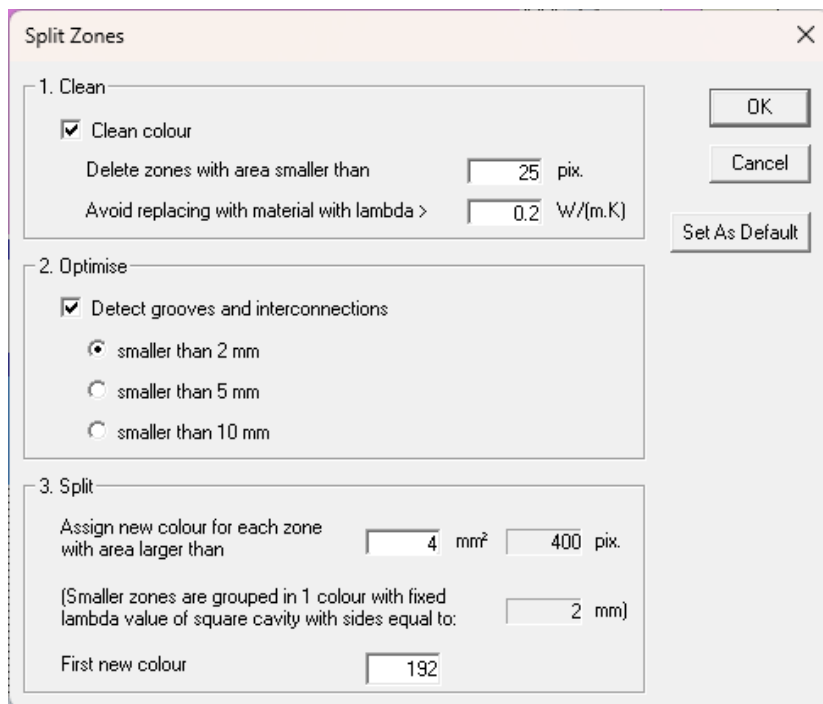 Split Zones
1. Clean
Clean colour
Delete zones with area smaller than 25 pix.
Avoid replacing with material with lambda > 0.2 W/(m.K)
OK
Cancel
Set As Default
2. Optimise
Detect grooves and interconnections
smaller than 2 mm
smaller than 5 mm
smaller than 10 mm
3. Split
Assign new colour for each zone
with area larger than 4 mm² 400 pix.
(Smaller zones are grouped in 1 colour with fixed
lambda value of square cavity with sides equal to: 2 mm)
First new colour 192